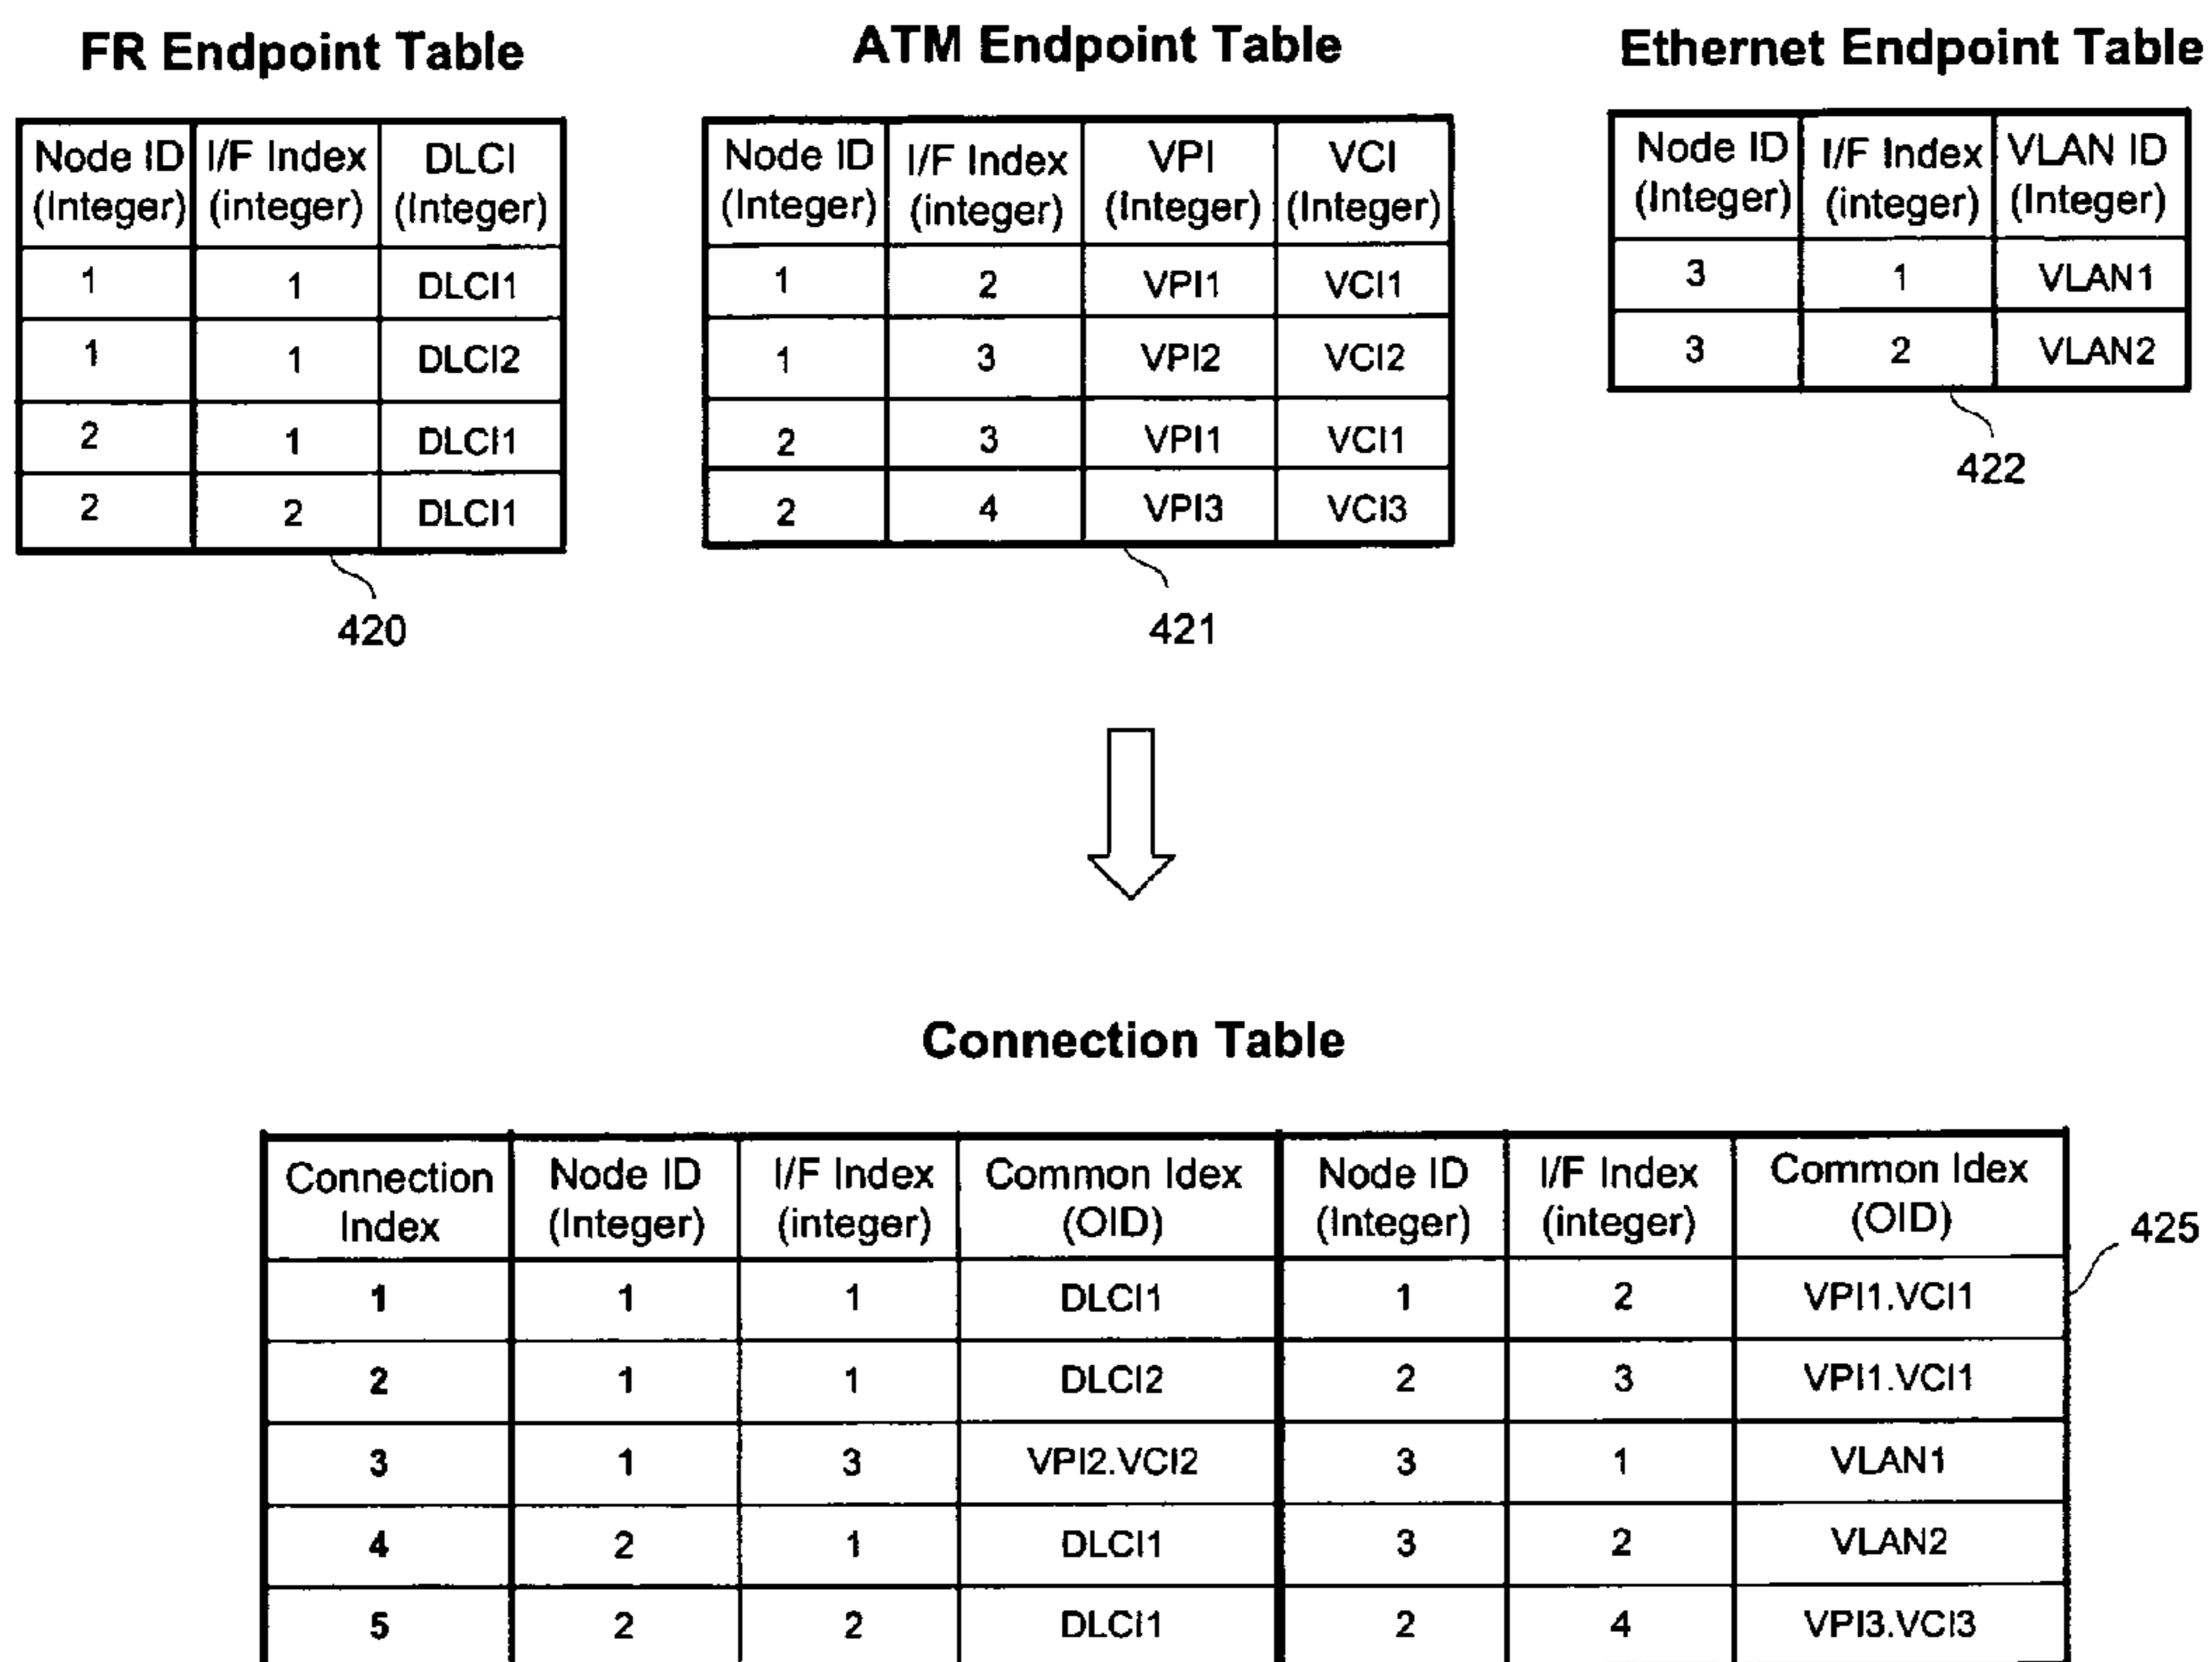 FR Endpoint Table
Node ID (Integer) I/F Index (integer) DLCI (Integer)
1 1 DLCI1
1 1 DLCI2
2 1 DLCI1
2 2 DLCI1
420
ATM Endpoint Table
Node ID (Integer) I/F Index (integer) VPI (Integer) VCI (Integer)
1 2 VPI1 VCI1
1 3 VPI2 VCI2
2 3 VPI1 VCI1
2 4 VPI3 VCI3
421
Ethernet Endpoint Table
Node ID (Integer) I/F Index (integer) VLAN ID (Integer)
3 1 VLAN1
3 2 VLAN2
422
Connection Table
Connection Index Node ID (Integer) I/F Index (integer) Common Idex (OID) Node ID (Integer) I/F Index (integer) Common Idex (OID)
1 1 1 DLCI1 1 2 VPI1.VCI1
2 1 1 DLCI2 2 3 VPI1.VCI1
3 1 3 VPI2.VCI2 3 1 VLAN1
4 2 1 DLCI1 3 2 VLAN2
5 2 2 DLCI1 2 4 VPI3.VCI3
425